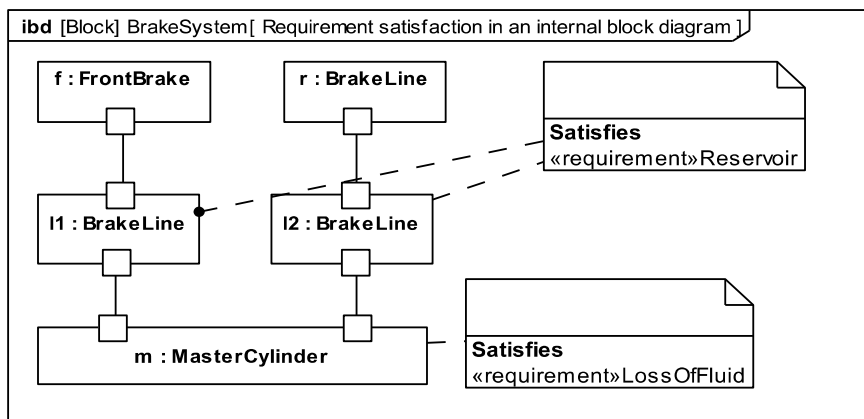 ibd [Block] BrakeSystem[ Requirement satisfaction in an internal block diagram ]
f : FrontBrake
r : BrakeLine
Satisfies
«requirement»Reservoir
l1 : BrakeLine
l2 : BrakeLine
m : MasterCylinder
Satisfies
«requirement»LossOfFluid